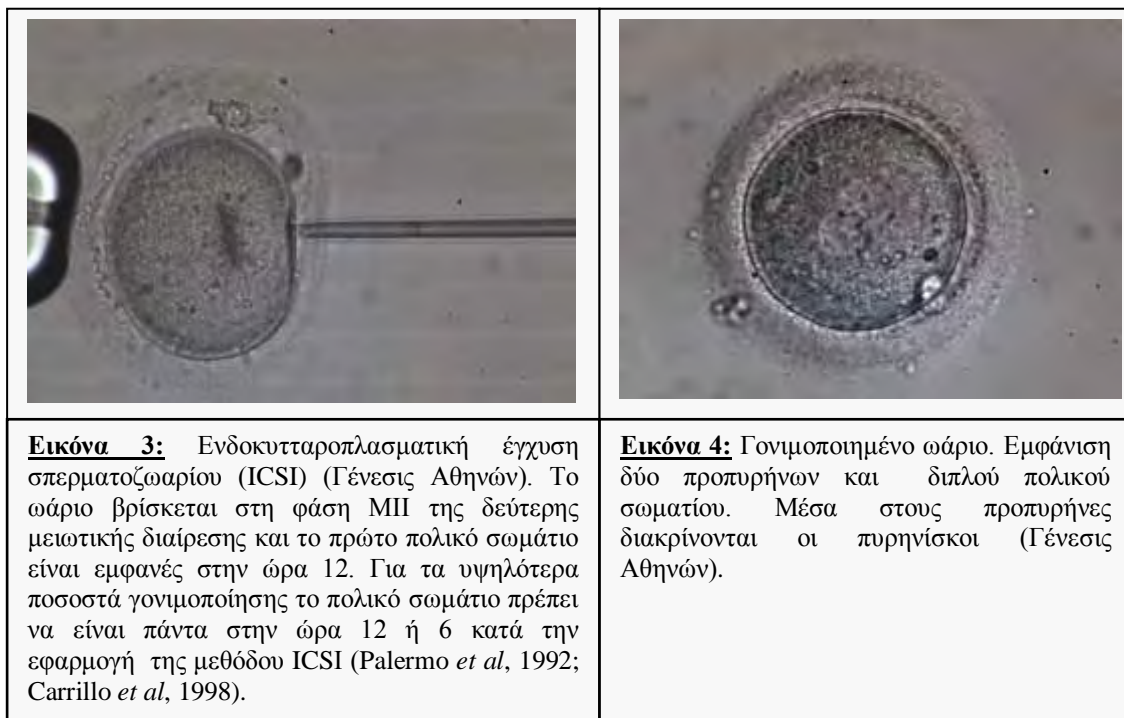 Εικόνα 3: Ενδοκυτταροπλασματική έγχυση
σπερματοζωαρίου (ICSI) (Γένεσις Αθηνών). Το
ωάριο βρίσκεται στη φάση ΜΙΙ της δεύτερης
μειωτικής διαίρεσης και το πρώτο πολικό σωμάτιο
είναι εμφανές στην ώρα 12. Για τα υψηλότερα
ποσοστά γονιμοποίησης το πολικό σωμάτιο πρέπει
να είναι πάντα στην ώρα 12 ή 6 κατά την
εφαρμογή της μεθόδου ICSI (Palermo et al, 1992;
Carrillo et al, 1998).
Εικόνα 4: Γονιμοποιημένο ωάριο. Εμφάνιση
δύο προπυρήνων και διπλού πολικού
σωματίου. Μέσα στους προπυρήνες
διακρίνονται οι πυρηνίσκοι (Γένεσις
Αθηνών).